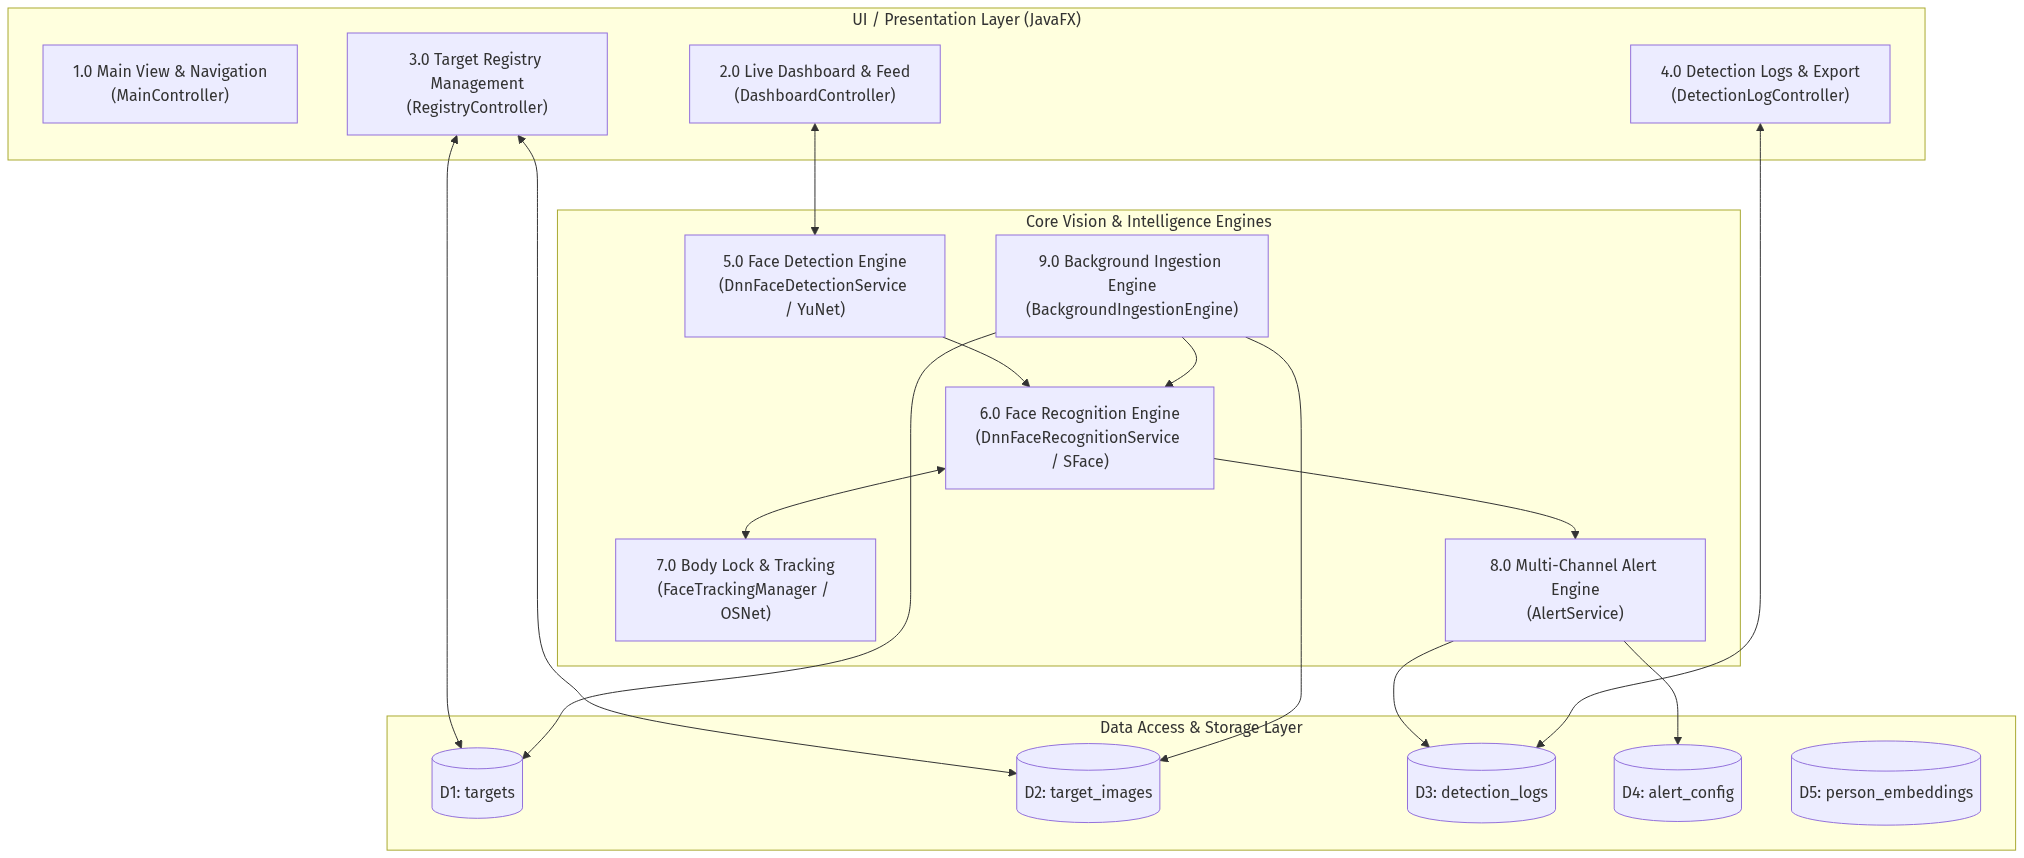 UI / Presentation Layer (JavaFX)
1.0 Main View & Navigation
(MainController)
3.0 Target Registry
Management
(RegistryController)
2.0 Live Dashboard & Feed
(DashboardController)
4.0 Detection Logs & Export
(DetectionLogController)
Core Vision & Intelligence Engines
5.0 Face Detection Engine
(DnnFaceDetectionService
/ YuNet)
9.0 Background Ingestion
Engine
(BackgroundIngestionEngine)
6.0 Face Recognition Engine
(DnnFaceRecognitionService
/ SFace)
7.0 Body Lock & Tracking
(FaceTrackingManager /
OSNet)
8.0 Multi-Channel Alert
Engine
(AlertService)
Data Access & Storage Layer
D1: targets
D2: target_images
D3: detection_logs
D4: alert_config
D5: person_embeddings